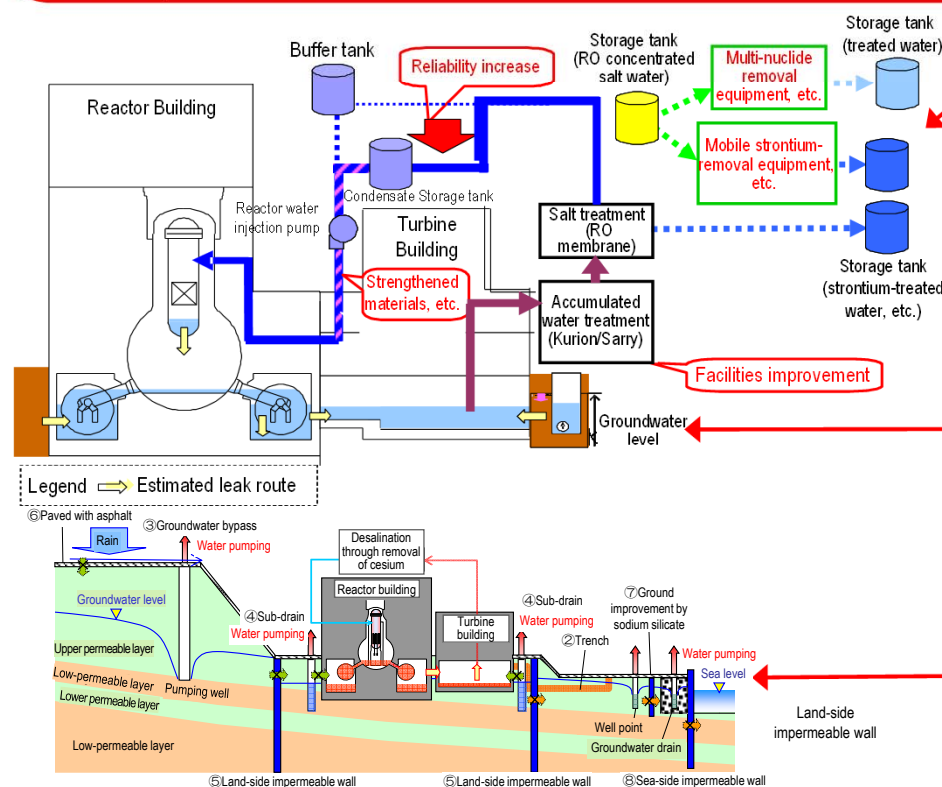 Buffer tank
Reliability increase
Storage tank
(RO concentrated
salt water)
Multi-nuclide
removal
equipment, etc.
Storage tank
(treated water)
Reactor Building
Mobile strontium-
removal equipment,
etc.
Condensate Storage tank
Reactor water
injection pump
Turbine
Building
Salt treatment
(RO
membrane)
Strengthened
materials, etc.
Accumulated
water treatment
(Kurion/Sarry)
Storage tank
(strontium-treated
water, etc.)
Facilities improvement
Groundwater
level
Legend
Estimated leak route
⑥Paved with asphalt
③Groundwater bypass
Rain
Water pumping
Desalination
through removal
of cesium
Groundwater level
④Sub-drain
Water pumping
Reactor building
Turbine
building
④Sub-drain
Water pumping
②Trench
⑦Ground
improvement by
sodium silicate
Water pumping
Sea level
Upper permeable layer
Low-permeable layer
Pumping well
Lower permeable layer
Low-permeable layer
Well point
Groundwater drain
Land-side
impermeable wall
⑤Land-side impermeable wall
⑤Land-side impermeable wall
⑧Sea-side impermeable wall